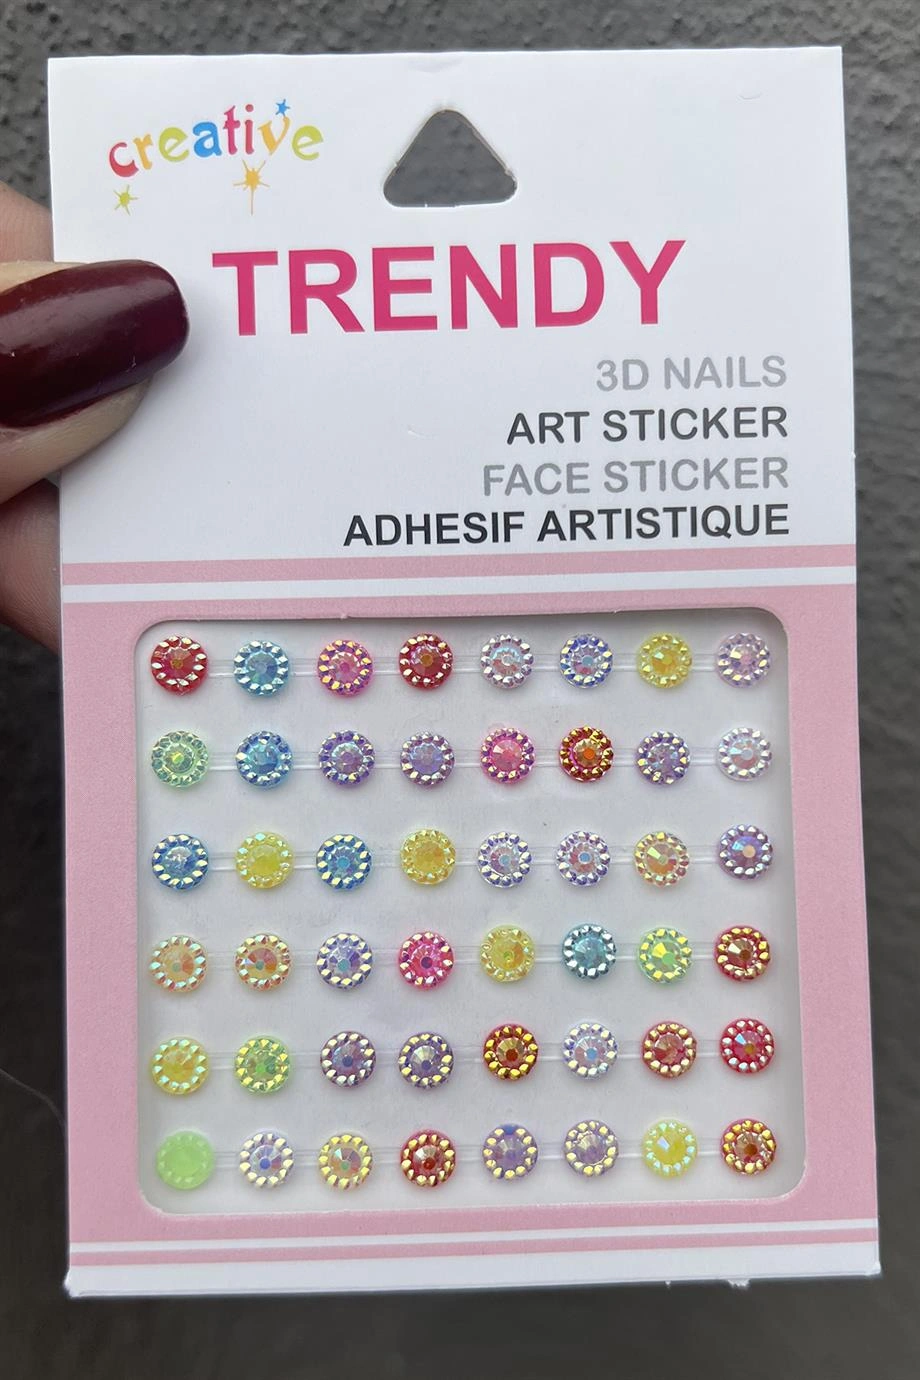 creative
TRENDY
3D NAILS
ART STICKER
FACE STICKER
ADHESIF ARTISTIQUE